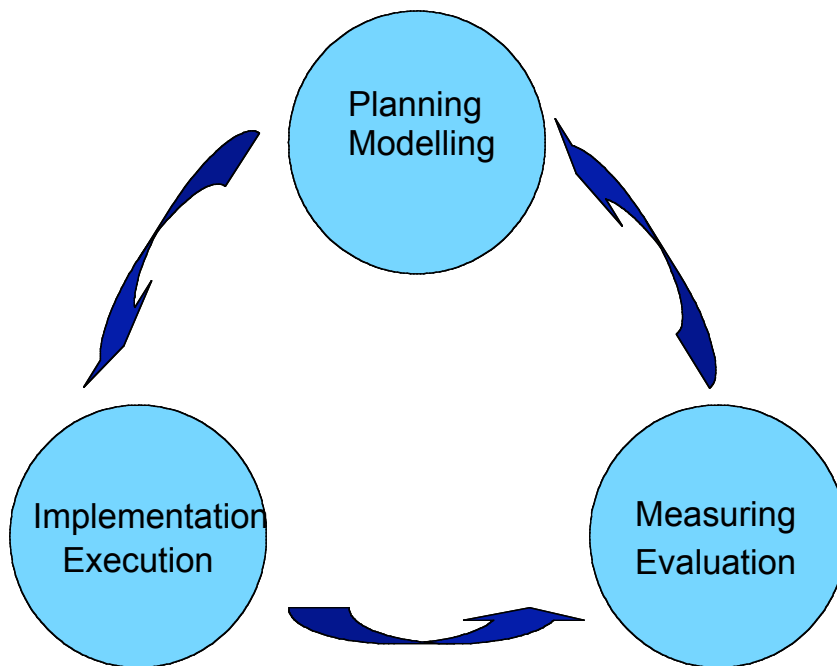 Planning
Modelling
Implementation
Execution
Measuring
Evaluation